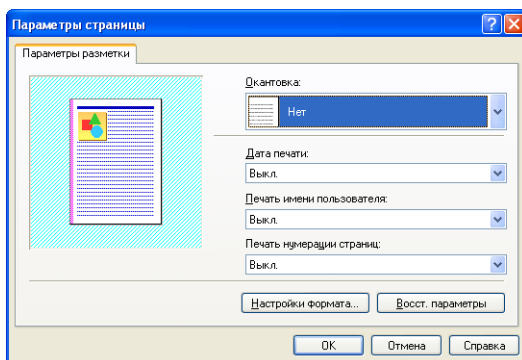 Параметры страницы
Параметры разметки
Окантовка:
Нет
Дата печати:
Выкл.
Печать имени пользователя:
Выкл.
Печать нумерации страниц:
Выкл.
Настройки формата... Восст. параметры
OK Отмена Справка